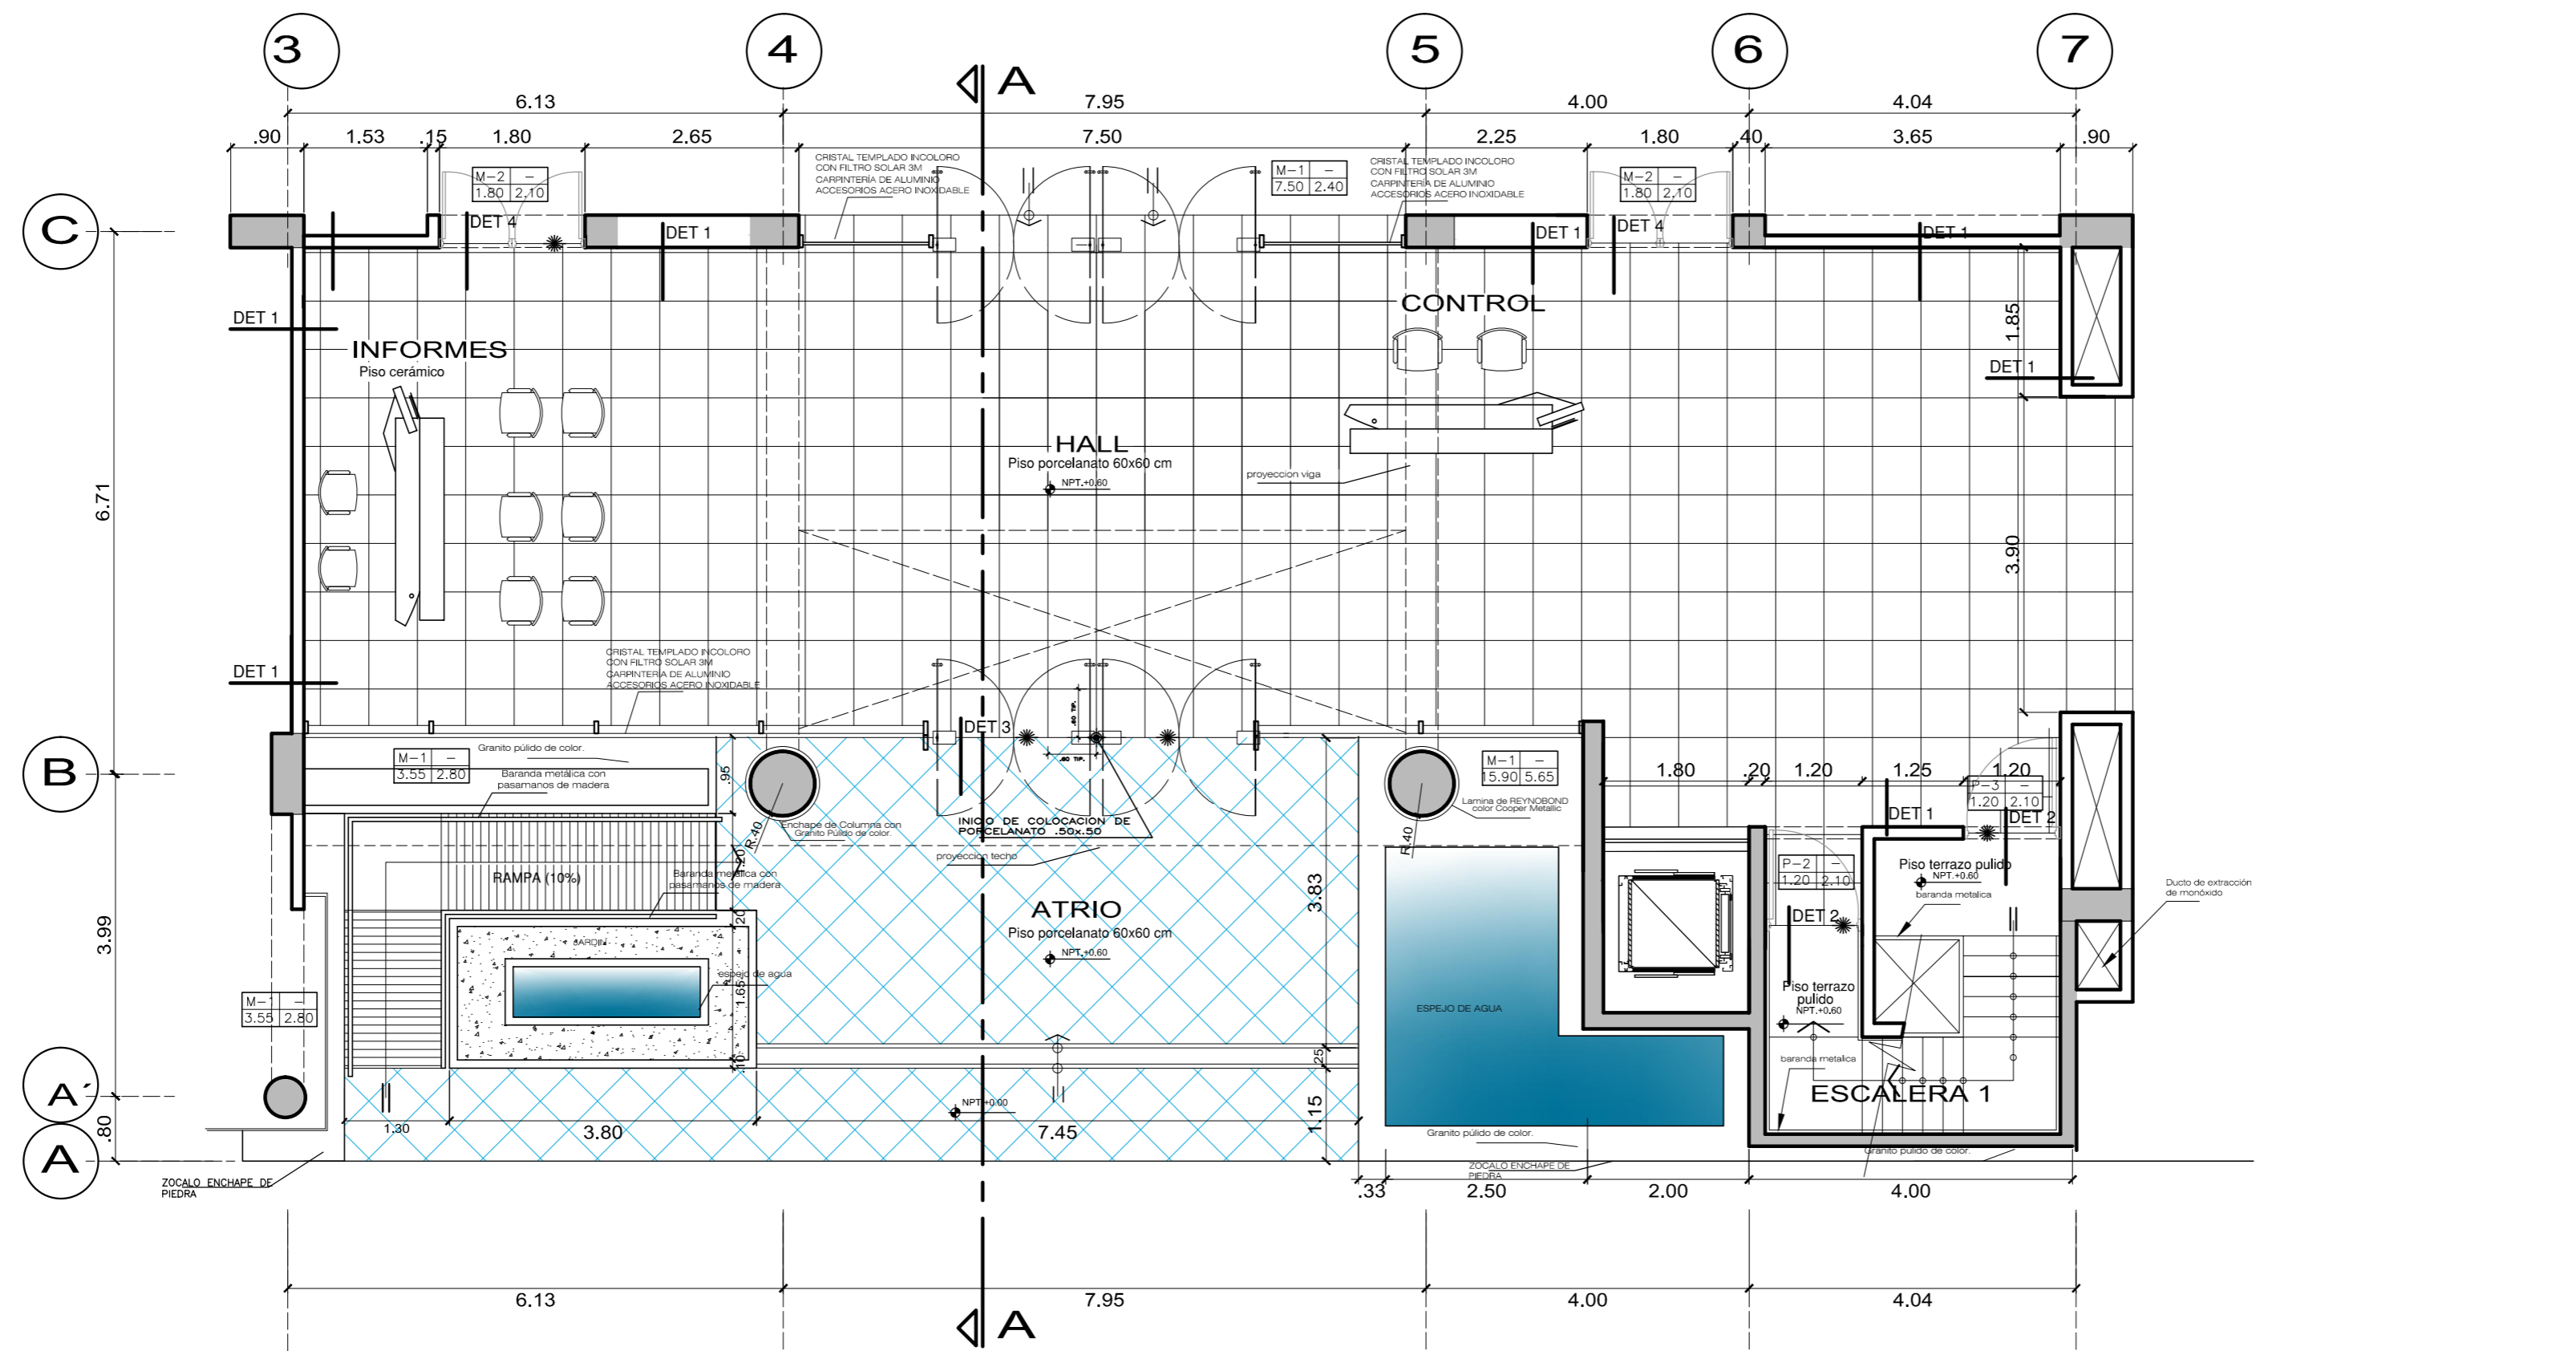 3
4
5
6
7
A
6.13
7.95
4.00
4.04
.90
1.53
.15
1.80
2.65
7.50
2.25
1.80
.40
3.65
.90
M-2 -
1.80 2.10
CRISTAL TEMPLADO INCOLORO
CON FILTRO SOLAR 3M
CARPINTERÍA DE ALUMINIO
ACCESORIOS ACERO INOXIDABLE
M-1 -
7.50 2.40
CRISTAL TEMPLADO INCOLORO
CON FILTRO SOLAR 3M
CARPINTERÍA DE ALUMINIO
ACCESORIOS ACERO INOXIDABLE
M-2 -
1.80 2.10
C
DET 4
DET 1
DET 1
DET 4
DET 1
DET 1
INFORMES
Piso cerámico
CONTROL
1.85
DET 1
HALL
Piso porcelanato 60x60 cm
NPT.+0.60
proyeccion viga
6.71
3.90
DET 1
CRISTAL TEMPLADO INCOLORO
CON FILTRO SOLAR 3M
CARPINTERÍA DE ALUMINIO
ACCESORIOS ACERO INOXIDABLE
DET 3
.60 TIP.
.60 TIP.
B
M-1 -
3.55 2.80
Granito púlido de color.
Baranda metálica con
pasamanos de madera
.95
M-1 -
15.90 5.65
Lamina de REYNOBOND
color Cooper Metallic
1.80
.20
1.20
1.25
1.20
P-3 -
1.20 2.10
DET 1
DET 2
R.40
Enchape de Columna con
Granito Púlido de color.
INICIO DE COLOCACION DE
PORCELANATO .50x.50
proyección techo
R.40
RAMPA (10%)
1.20
Baranda metálica con
pasamanos de madera
P-2 -
1.20 2.10
Piso terrazo pulido
NPT.+0.60
baranda metalica
Ducto de extracción
de monóxido
3.99
3.83
ATRIO
Piso porcelanato 60x60 cm
NPT.+0.60
.20
JARDIN
espejo de agua
1.65
.10
DET 2
Piso terrazo
pulido
NPT.+0.60
M-1 -
3.55 2.80
ESPEJO DE AGUA
.25
baranda metalica
ESCALERA 1
A´
.80
A
NPT.+0.00
1.30
3.80
7.45
1.15
Granito púlido de color.
Granito pulido de color.
ZOCALO ENCHAPE DE
PIEDRA
ZOCALO ENCHAPE DE
PIEDRA
.33
2.50
2.00
4.00
6.13
7.95
4.00
4.04
A